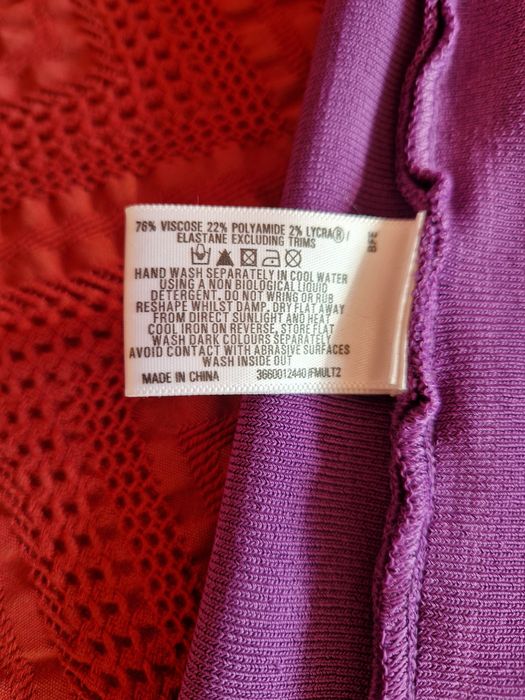 76% VISCOSE 22% POLYAMIDE 2% LYCRA® /
ELASTANE EXCLUDING TRIMS
HAND WASH SEPARATELY IN COOL WATER
USING A NON BIOLOGICAL LIQUID
DETERGENT. DO NOT WRING OR RUB
RESHAPE WHILST DAMP. DRY FLAT AWAY
FROM DIRECT SUNLIGHT AND HEAT
COOL IRON ON REVERSE, STORE FLAT
WASH DARK COLOURS SEPARATELY
AVOID CONTACT WITH ABRASIVE SURFACES
WASH INSIDE OUT
MADE IN CHINA 3660012440/FMULT2
BFE